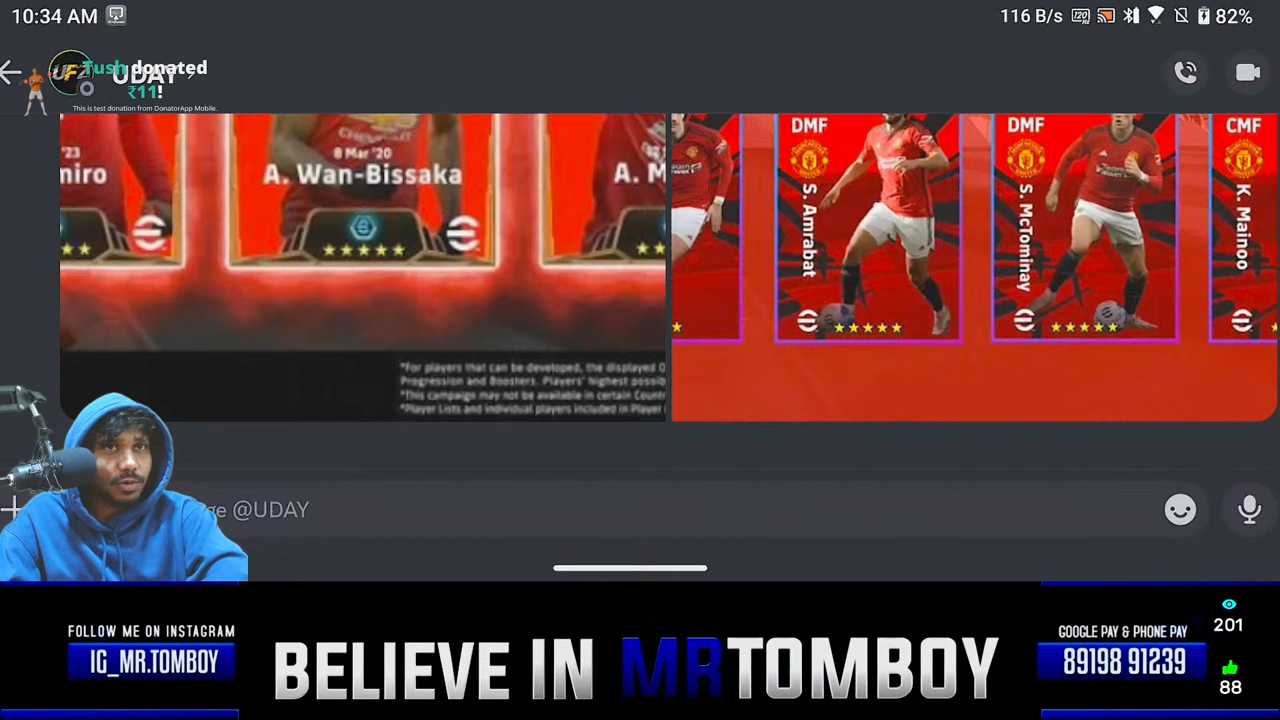 10:34 AM
116 B/s
82%
UDAY
Tush donated
₹11!
This is test donation from DonatorApp Mobile.
'23
miro
CHEVROLET
8 Mar '20
A. Wan-Bissaka
A. M
DMF
S. Amrabat
DMF
S. McTominay
CMF
K. Mainoo
*For players that can be developed, the displayed O
Progression and Boosters. Players' highest possib
*This campaign may not be available in certain Count
*Player Lists and individual players included in Player
ge @UDAY
FOLLOW ME ON INSTAGRAM
IG_MR.TOMBOY
BELIEVE IN MRTOMBOY
GOOGLE PAY & PHONE PAY
89198 91239
201
88